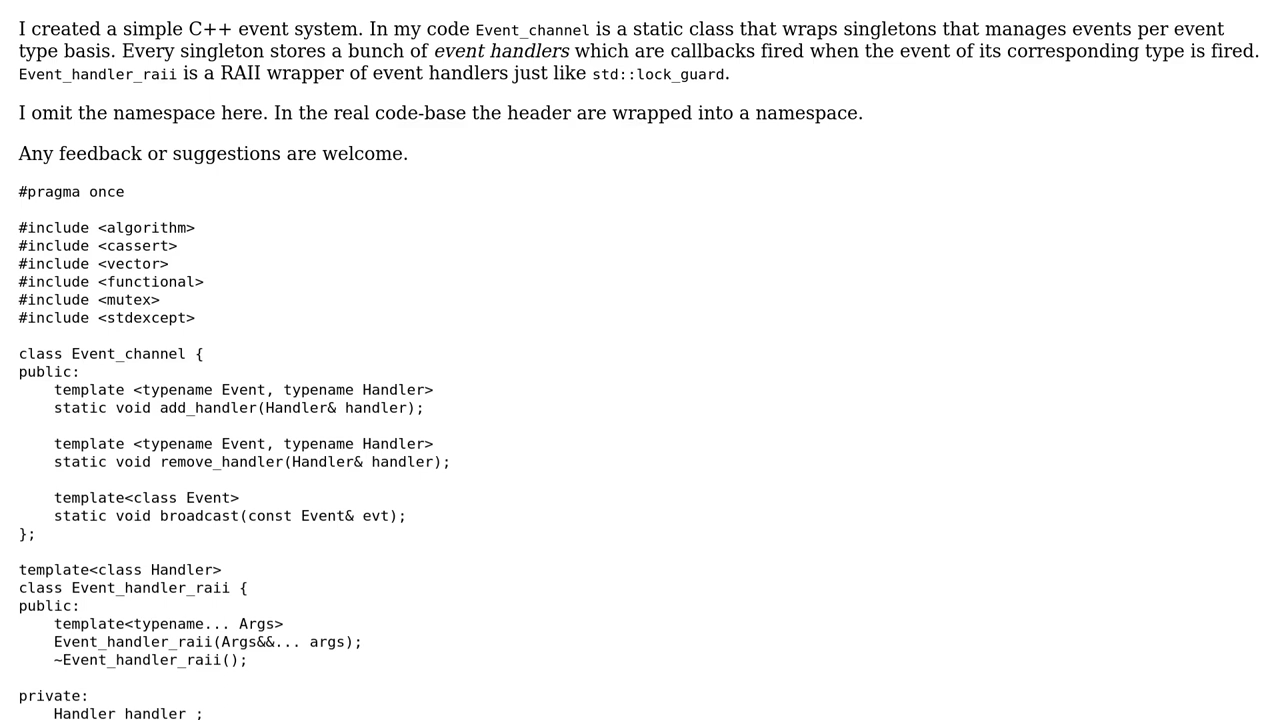 I created a simple C++ event system. In my code Event_channel is a static class that wraps singletons that manages events per event
type basis. Every singleton stores a bunch of event handlers which are callbacks fired when the event of its corresponding type is fired.
Event_handler_raii is a RAII wrapper of event handlers just like std::lock_guard.
I omit the namespace here. In the real code-base the header are wrapped into a namespace.
Any feedback or suggestions are welcome.
#pragma once
#include <algorithm>
#include <cassert>
#include <vector>
#include <functional>
#include <mutex>
#include <stdexcept>
class Event_channel {
public:
    template <typename Event, typename Handler>
    static void add_handler(Handler& handler);
    template <typename Event, typename Handler>
    static void remove_handler(Handler& handler);
    template<class Event>
    static void broadcast(const Event& evt);
};
template<class Handler>
class Event_handler_raii {
public:
    template<typename... Args>
    Event_handler_raii(Args&&... args);
    ~Event_handler_raii();
private:
    Handler handler_;